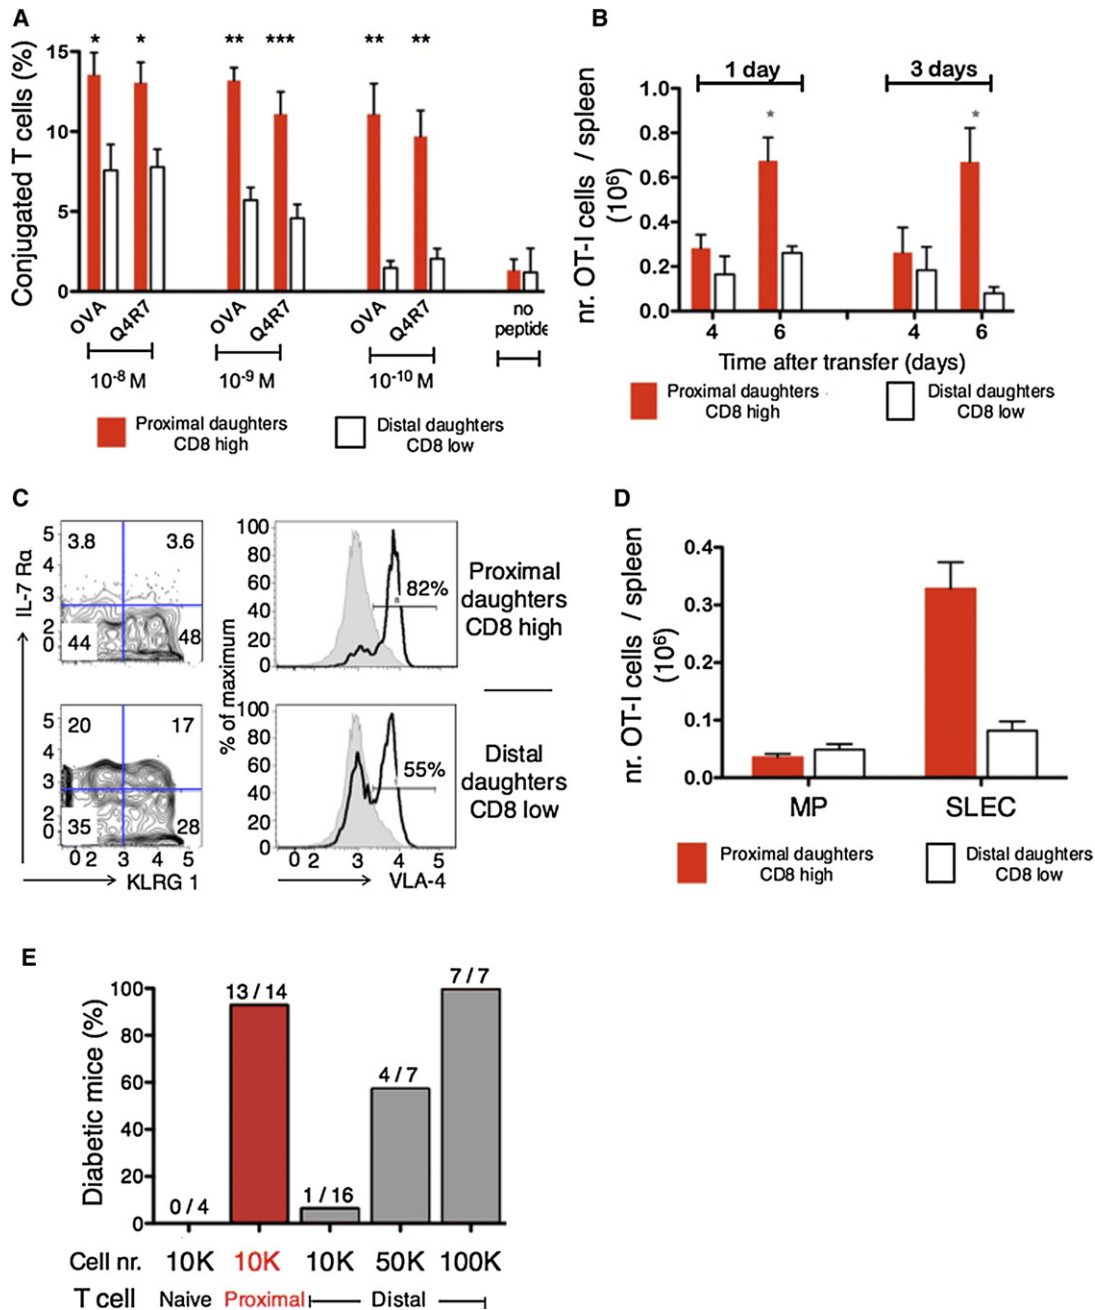 A
Conjugated T cells (%)
15
10
5
0
* * ** *** ** **
OVA Q4R7 OVA Q4R7 OVA Q4R7 no
peptide
10-8 M 10-9 M 10-10 M
Proximal daughters
CD8 high
Distal daughters
CD8 low
B
nr. OT-I cells / spleen
(10⁶)
1.0
0.8
0.6
0.4
0.2
0.0
1 day 3 days
* *
4 6 4 6
Time after transfer (days)
Proximal daughters
CD8 high
Distal daughters
CD8 low
C
IL-7 Rα
5
4
3
2
0
3.8 3.6
44 48
5
4
3
2
0
20 17
35 28
0 2 3 4 5
KLRG 1
% of maximum
100
80
60
40
20
0
82%
100
80
60
40
20
0
55%
0 2 3 4 5
VLA-4
Proximal
daughters
CD8 high
Distal
daughters
CD8 low
D
nr. OT-I cells / spleen
(10⁶)
0.4
0.3
0.2
0.1
0.0
MP SLEC
Proximal daughters
CD8 high
Distal daughters
CD8 low
E
Diabetic mice (%)
100
80
60
40
20
0
0 / 4 13 / 14 1 / 16 4 / 7 7 / 7
Cell nr. 10K 10K 10K 50K 100K
T cell Naive Proximal Distal